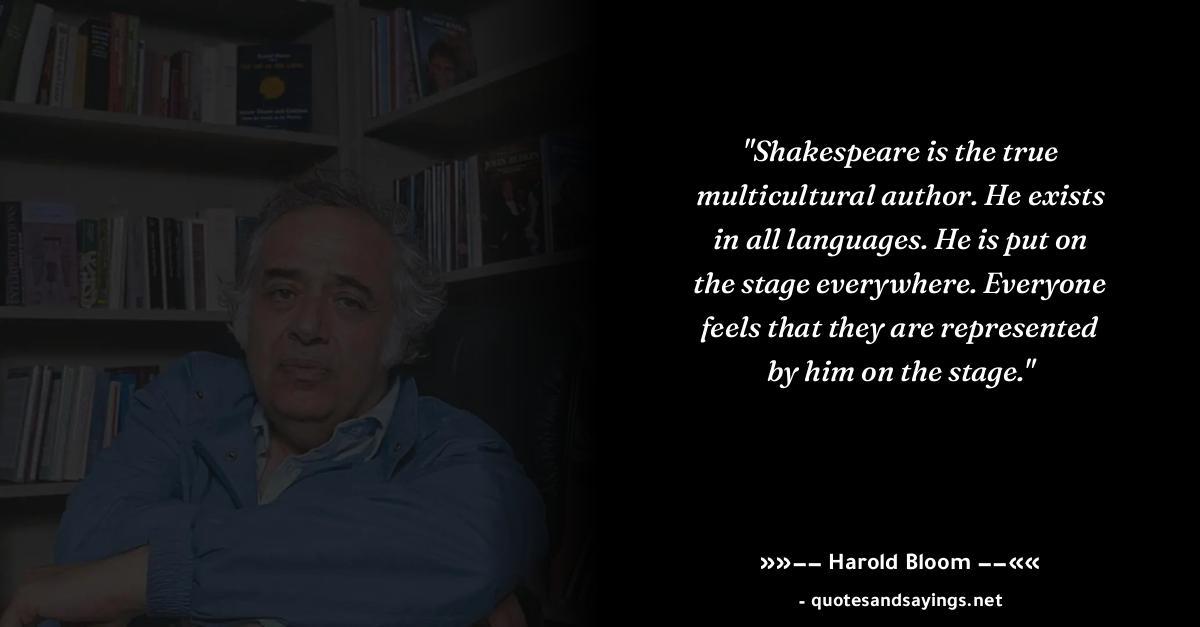 "Shakespeare is the true
multicultural author. He exists
in all languages. He is put on
the stage everywhere. Everyone
feels that they are represented
by him on the stage."
»»–– Harold Bloom ––««
- quotesandsayings.net